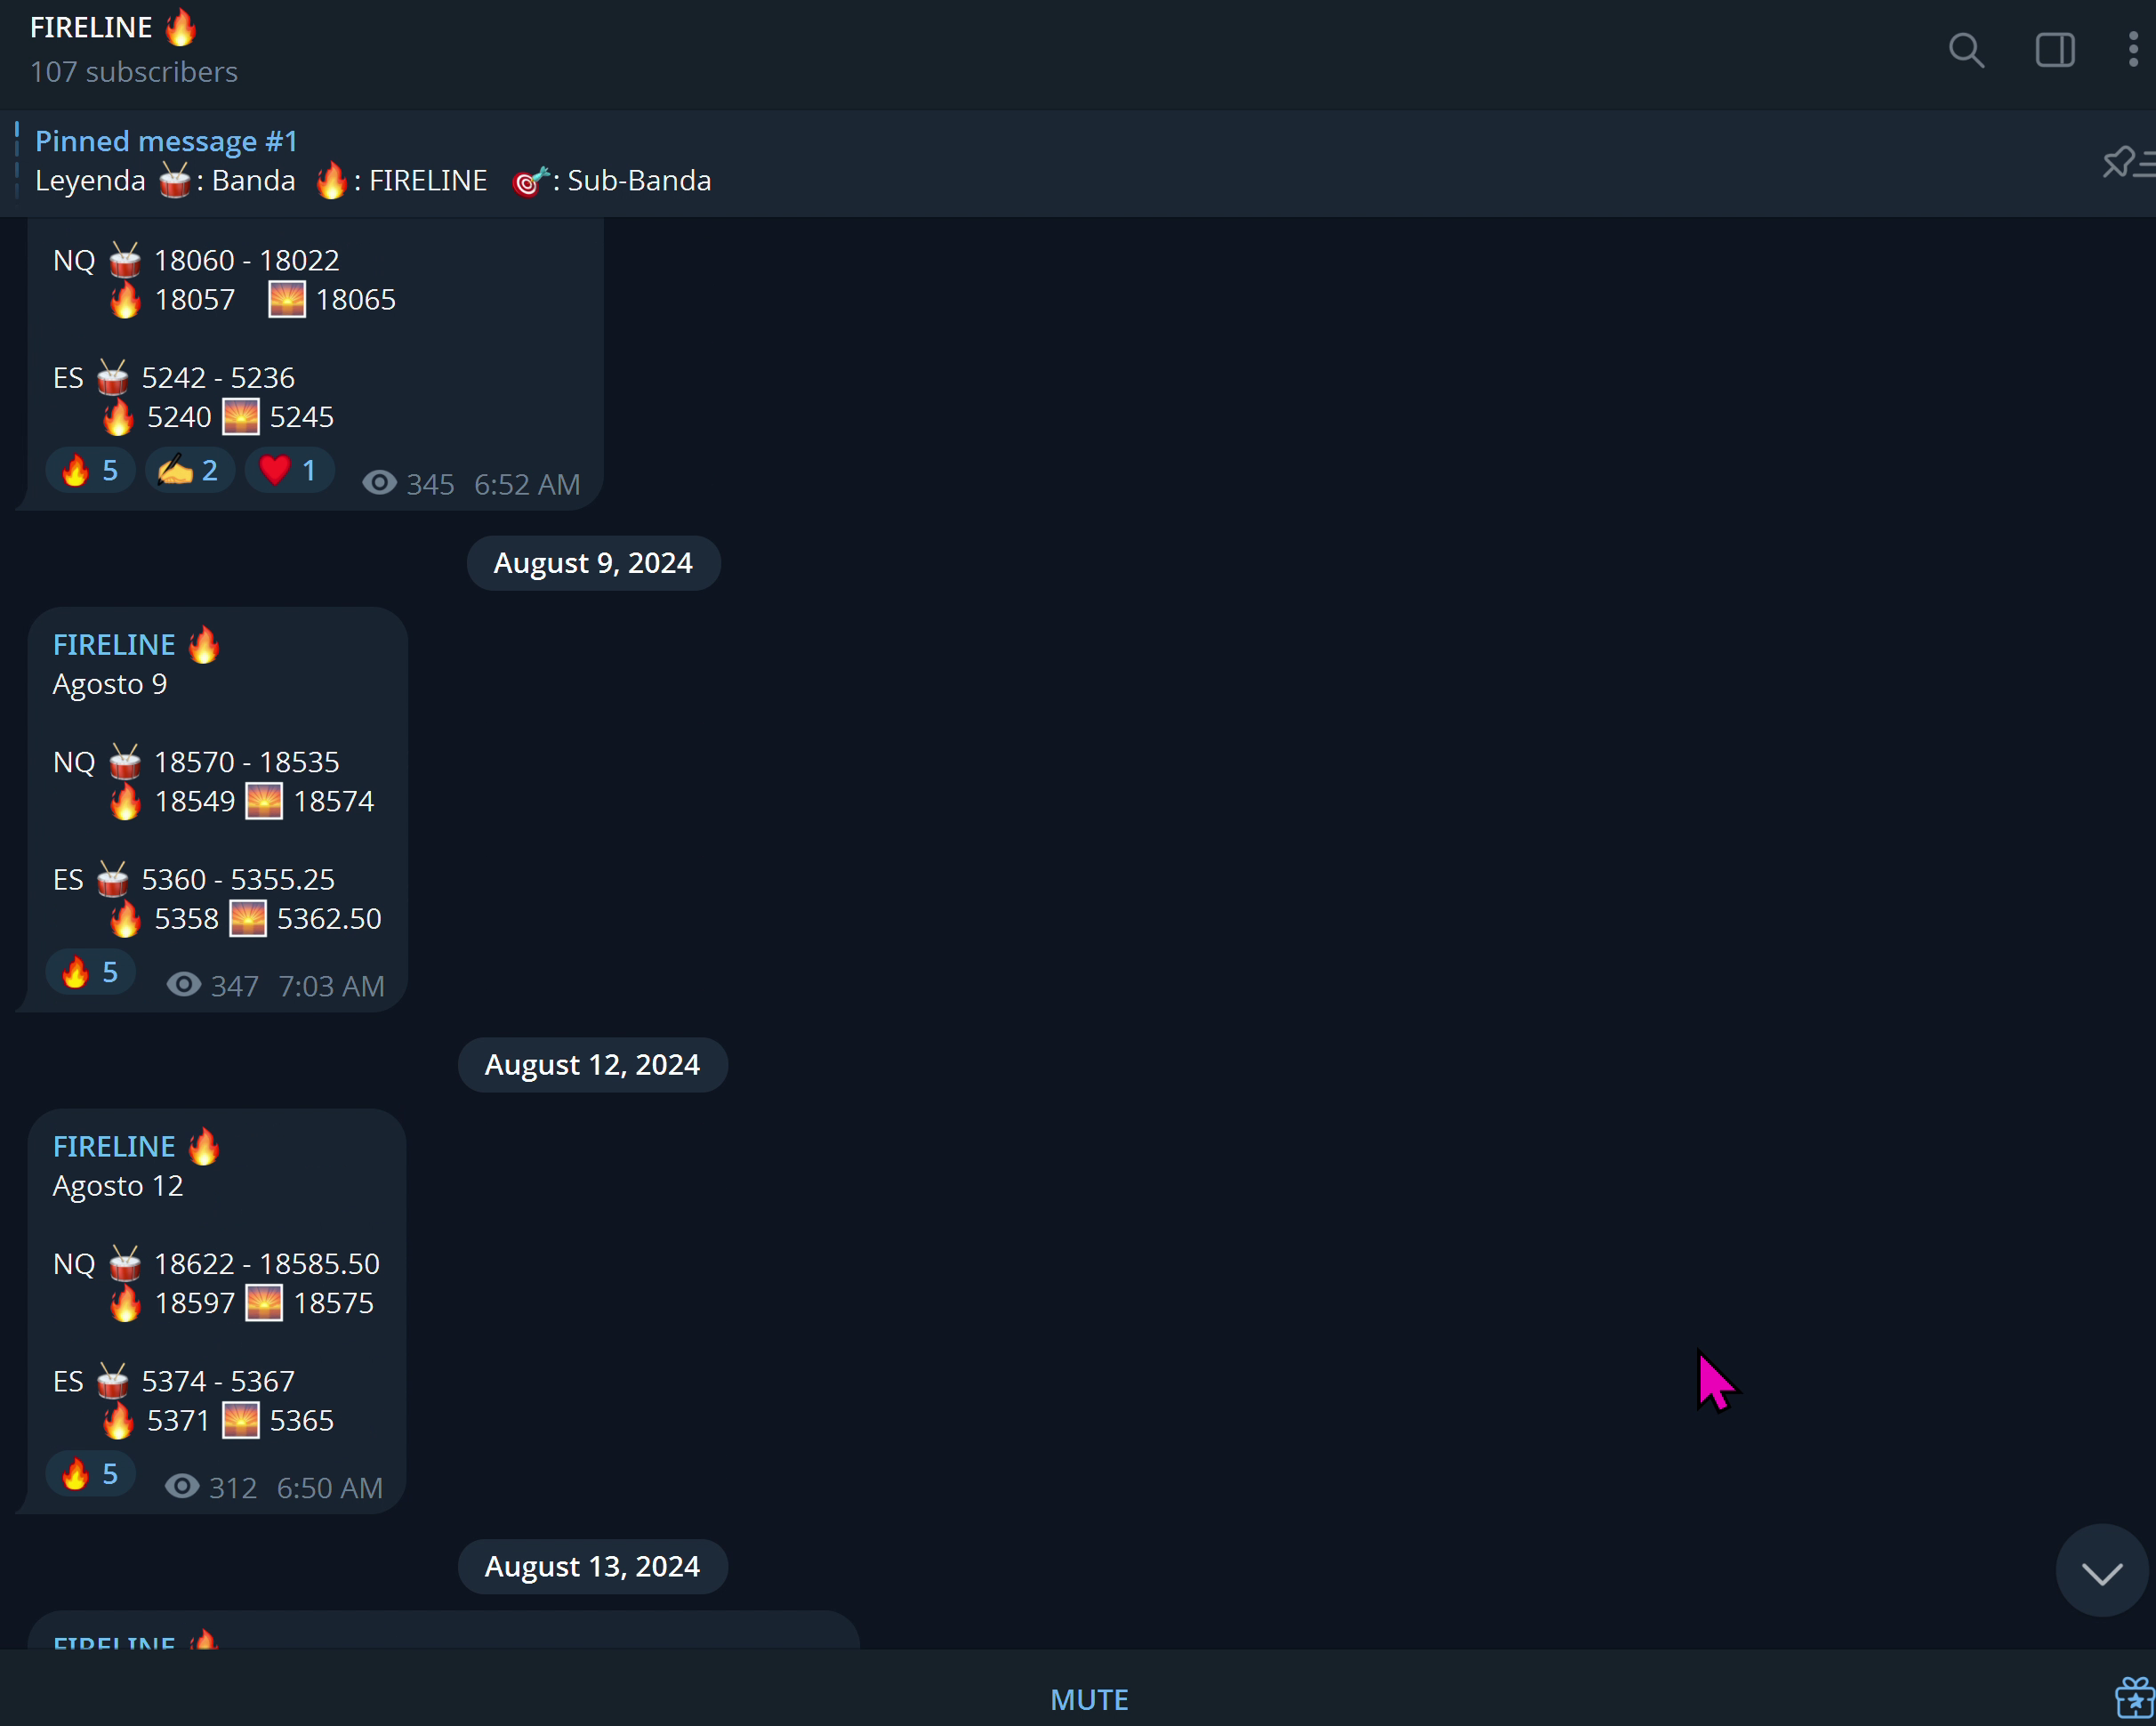 FIRELINE 🔥
107 subscribers
Pinned message #1
Leyenda 🥁: Banda 🔥: FIRELINE 🎯: Sub-Banda
NQ 🥁 18060 - 18022
🔥 18057 🌅 18065
ES 🥁 5242 - 5236
🔥 5240 🌅 5245
🔥 5 ✍️ 2 ❤️ 1 345 6:52 AM
August 9, 2024
FIRELINE 🔥
Agosto 9
NQ 🥁 18570 - 18535
🔥 18549 🌅 18574
ES 🥁 5360 - 5355.25
🔥 5358 🌅 5362.50
🔥 5 347 7:03 AM
August 12, 2024
FIRELINE 🔥
Agosto 12
NQ 🥁 18622 - 18585.50
🔥 18597 🌅 18575
ES 🥁 5374 - 5367
🔥 5371 🌅 5365
🔥 5 312 6:50 AM
August 13, 2024
FIRELINE 🔥
MUTE